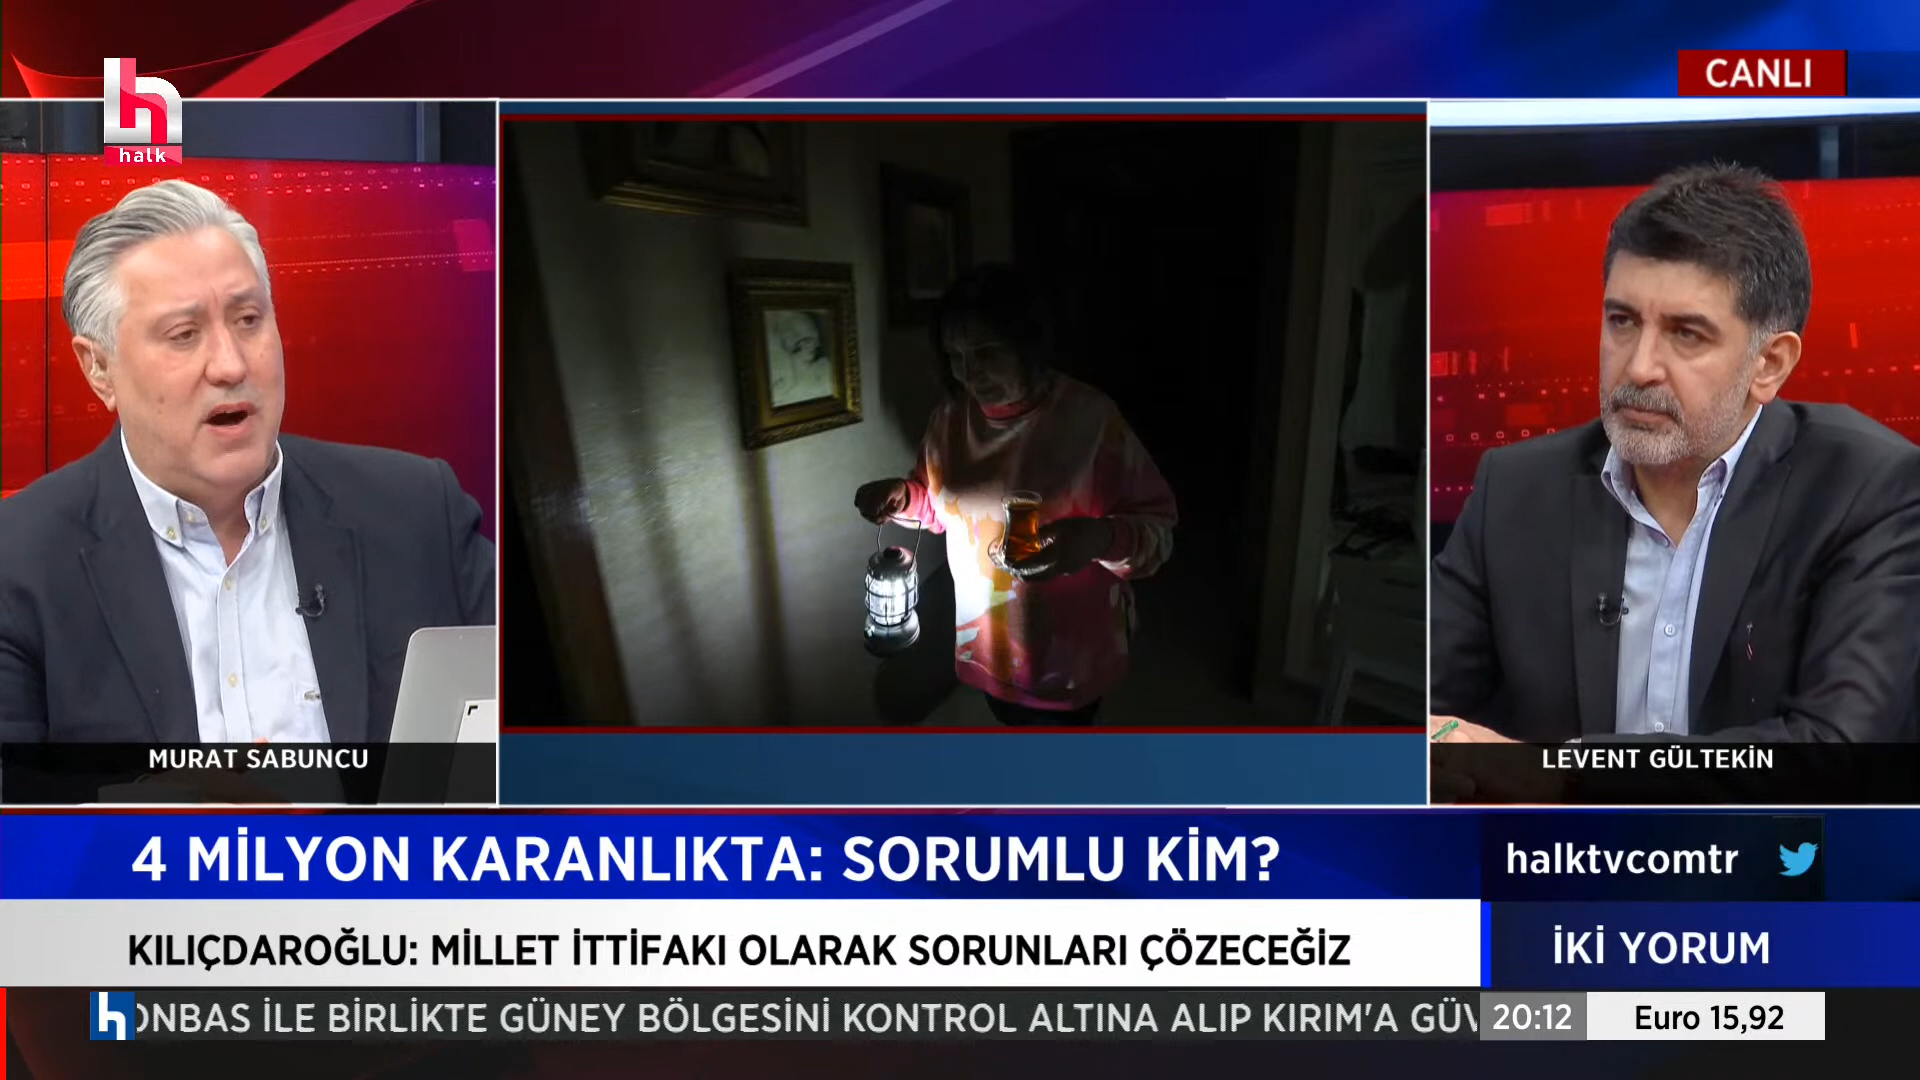 halk
CANLI
MURAT SABUNCU
LEVENT GÜLTEKİN
4 MİLYON KARANLIKTA: SORUMLU KİM?
halktvcomtr
KILIÇDAROĞLU: MİLLET İTTİFAKI OLARAK SORUNLARI ÇÖZECEĞİZ
İKİ YORUM
İLE BİRLİKTE GÜNEY BÖLGESİNİ KONTROL ALTINA ALIP KIRIM'A
20:12
Euro 15,92